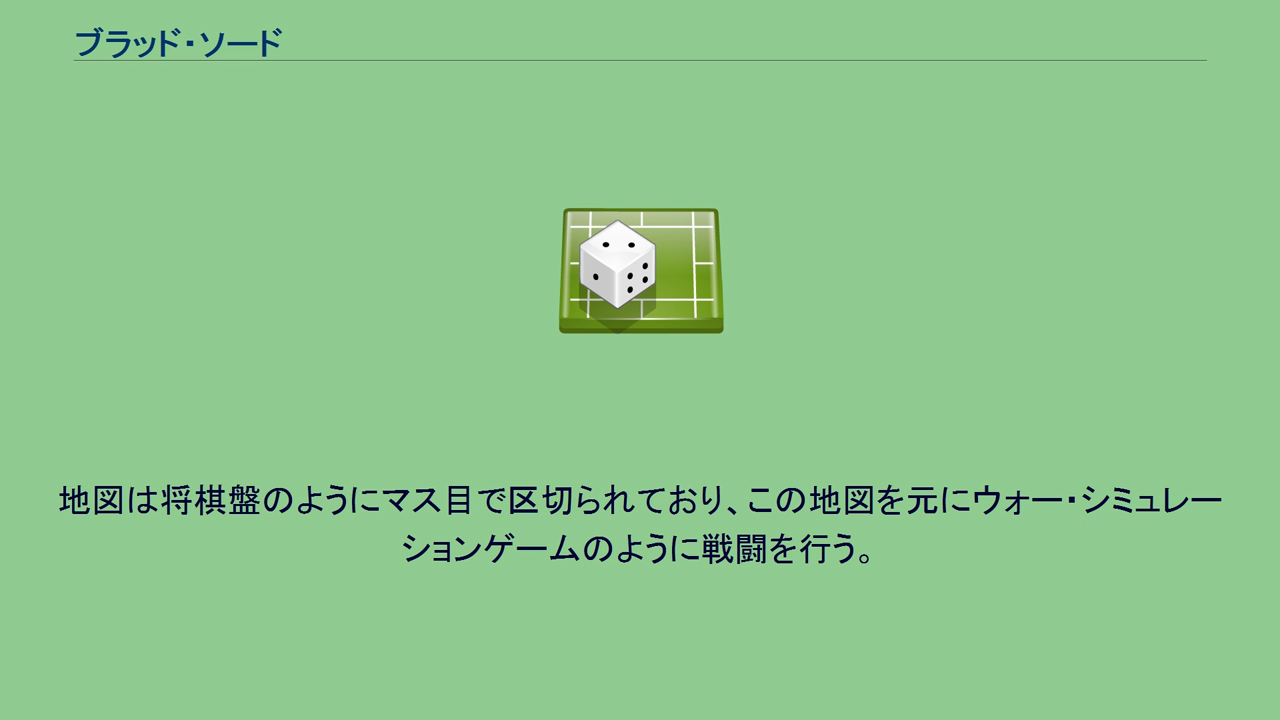 ブラッド・ソード
地図は将棋盤のようにマス目で区切られており、この地図を元にウォー・シミュレー
ションゲームのように戦闘を行う。